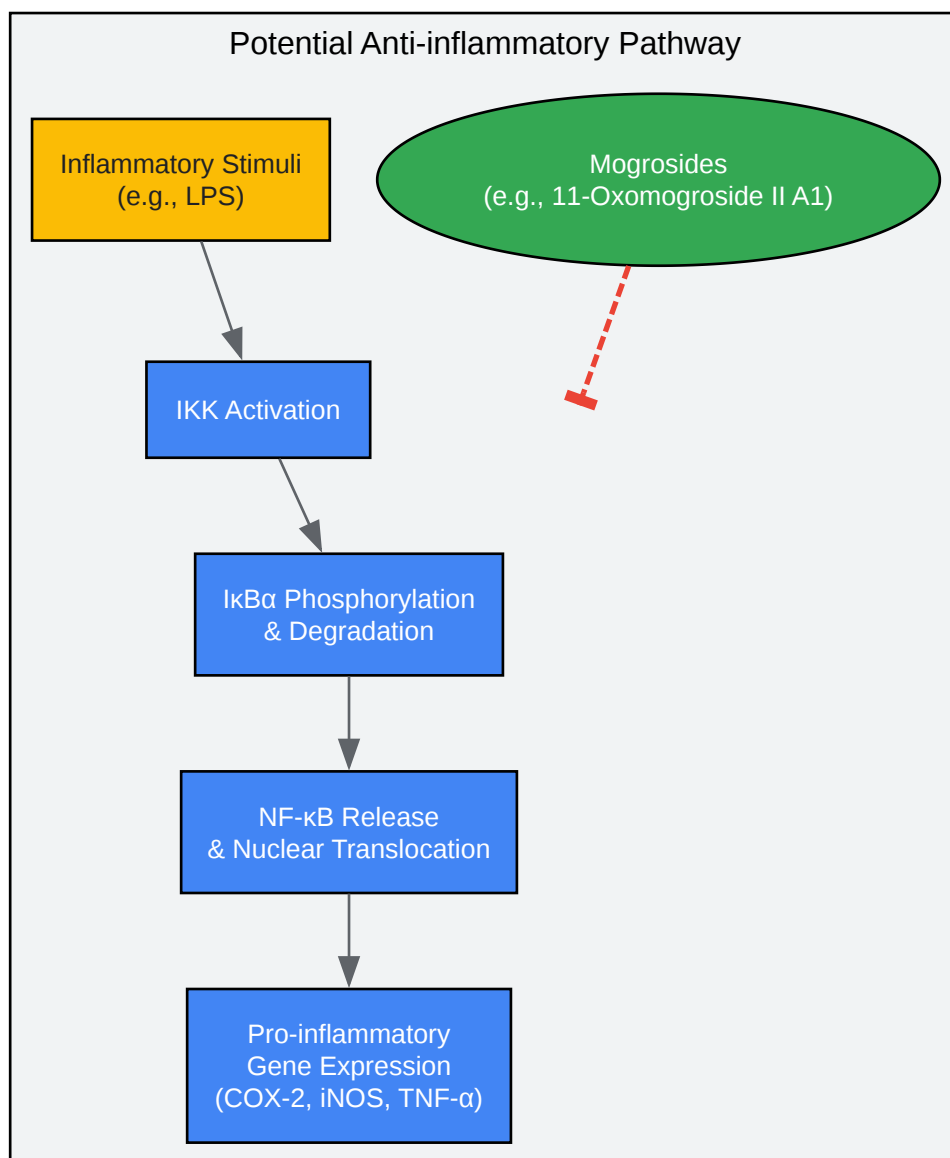 Potential Anti-inflammatory Pathway
Inflammatory Stimuli
(e.g., LPS)
Mogrosides
(e.g., 11-Oxomogroside II A1)
IKK Activation
IκBα Phosphorylation
& Degradation
NF-κB Release
& Nuclear Translocation
Pro-inflammatory
Gene Expression
(COX-2, iNOS, TNF-α)